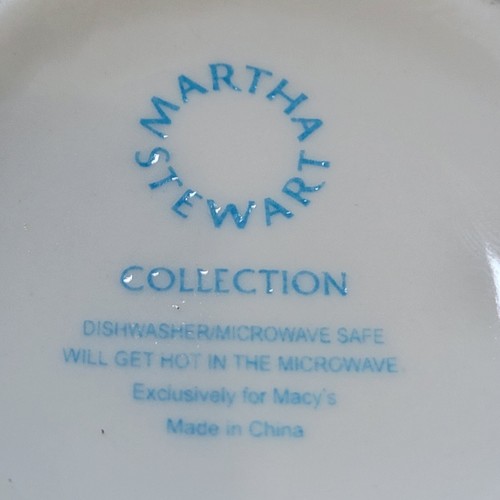 MARTHA
STEWART
COLLECTION
DISHWASHER/MICROWAVE SAFE
WILL GET HOT IN THE MICROWAVE.
Exclusively for Macy's
Made in China